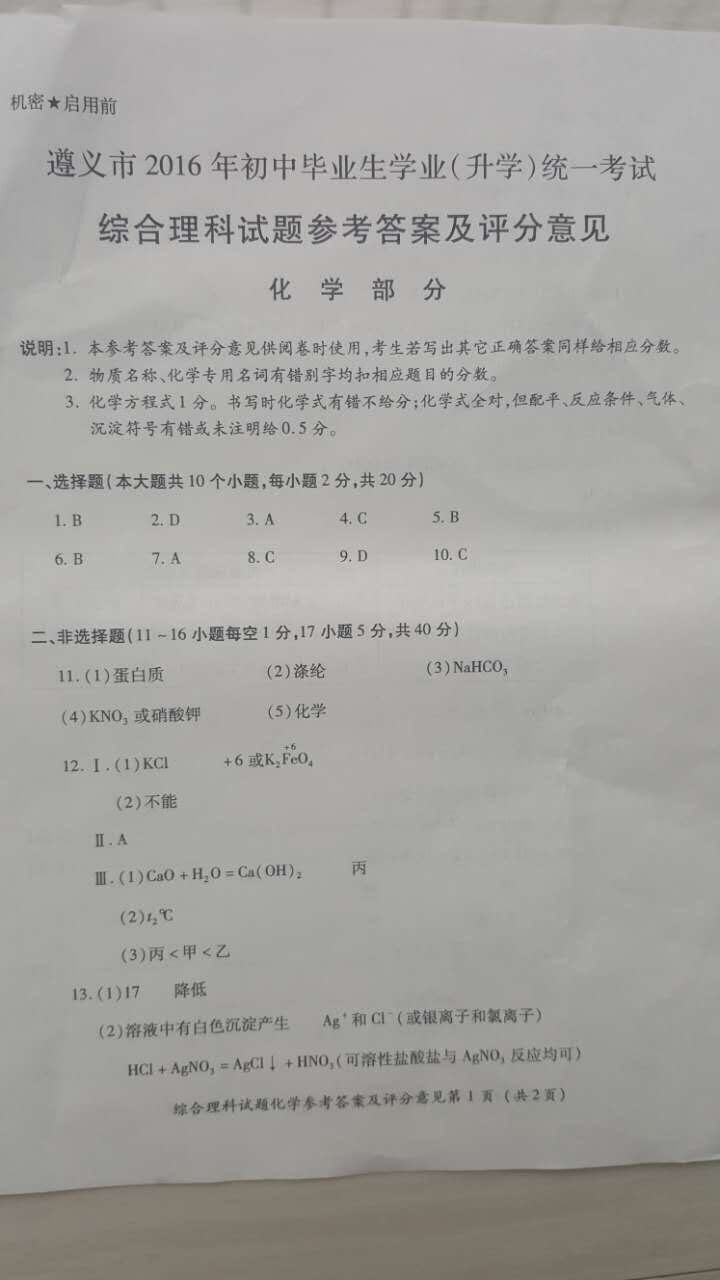 机密★启用前
遵义市2016年初中毕业生学业(升学)统一考试
综合理科试题参考答案及评分意见
化 学 部 分
说明:1. 本参考答案及评分意见供阅卷时使用,考生若写出其它正确答案同样给相应分数。
2. 物质名称、化学专用名词有错别字均扣相应题目的分数。
3. 化学方程式1分。书写时化学式有错不给分;化学式全对,但配平、反应条件、气体、
沉淀符号有错或未注明给0.5分。
一、选择题(本大题共10个小题,每小题2分,共20分)
1. B 2. D 3. A 4. C 5. B
6. B 7. A 8. C 9. D 10. C
二、非选择题(11~16小题每空1分,17小题5分,共40分)
11. (1)蛋白质 (2)涤纶 (3)NaHCO₃
(4)KNO₃ 或硝酸钾 (5)化学
12. Ⅰ. (1)KCl +6 或K₂F⁺⁶eO₄
(2)不能
Ⅱ. A
Ⅲ. (1)CaO + H₂O = Ca(OH)₂ 丙
(2)t₂℃
(3)丙<甲<乙
13. (1)17 降低
(2)溶液中有白色沉淀产生 Ag⁺和Cl⁻(或银离子和氯离子)
HCl + AgNO₃ = AgCl↓ + HNO₃(可溶性盐酸盐与AgNO₃反应均可)
综合理科试题化学参考答案及评分意见第1页(共2页)